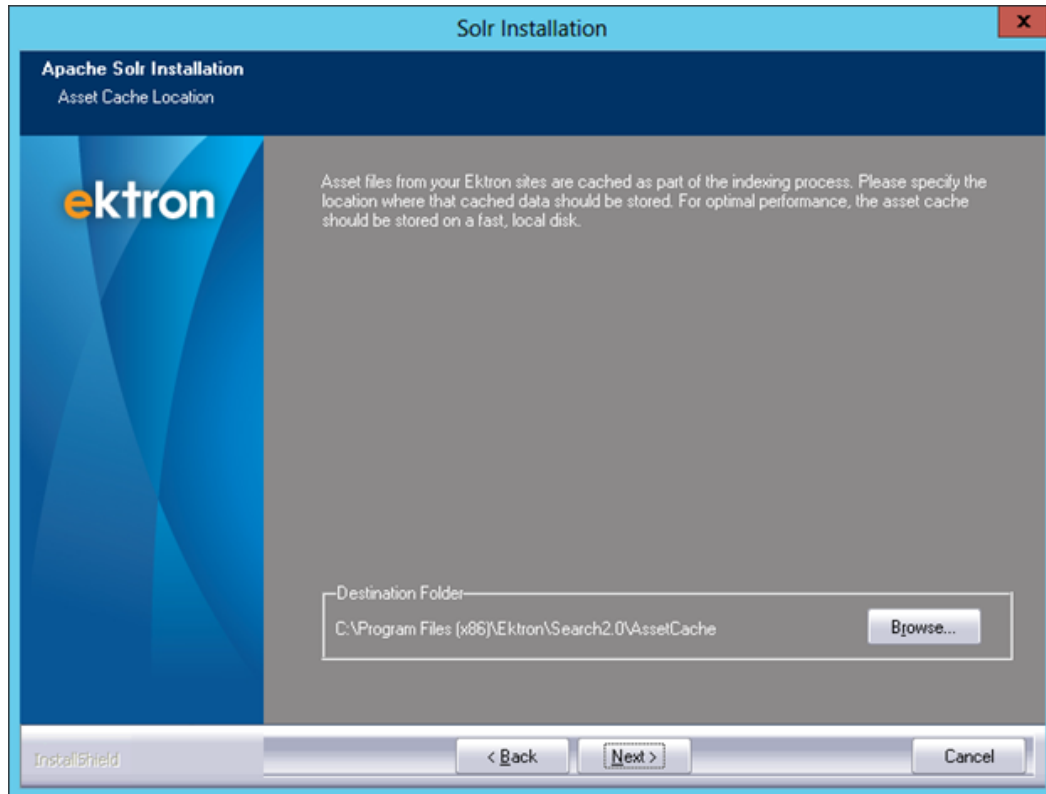 Solr Installation
x
Apache Solr Installation
Asset Cache Location
ektron
Asset files from your Ektron sites are cached as part of the indexing process. Please specify the
location where that cached data should be stored. For optimal performance, the asset cache
should be stored on a fast, local disk.
Destination Folder
C:\Program Files (x86)\Ektron\Search2.0\AssetCache
Browse...
InstallShield
< Back
Next >
Cancel